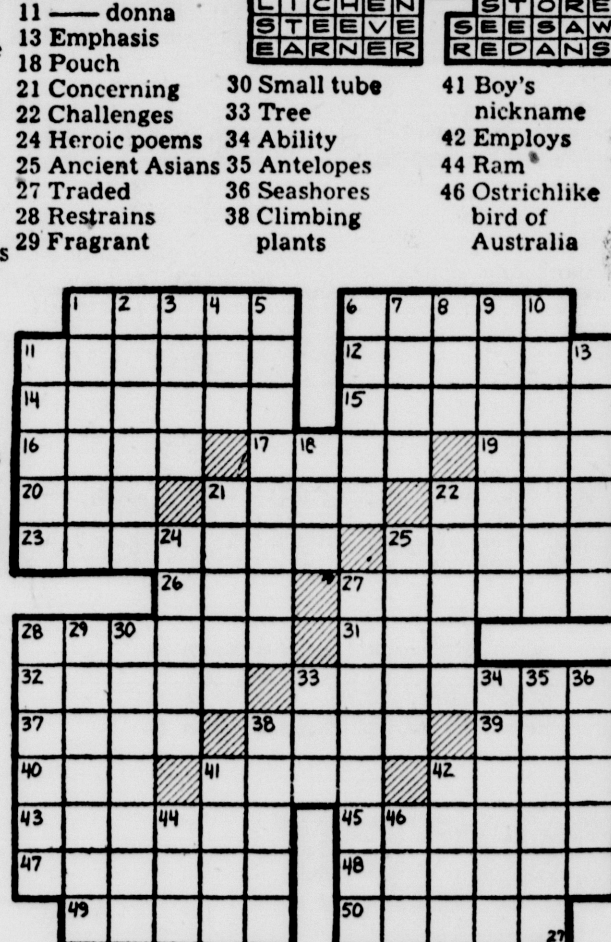 11 —— donna
13 Emphasis
18 Pouch
21 Concerning
22 Challenges
24 Heroic poems
25 Ancient Asians
27 Traded
28 Restrains
29 Fragrant
LICHEN
STEEVE
EARNER
30 Small tube
33 Tree
34 Ability
35 Antelopes
36 Seashores
38 Climbing
plants
STORE
SEESAW
REDANS
41 Boy's
nickname
42 Employs
44 Ram
46 Ostrichlike
bird of
Australia
s
1 2 3 4 5 6 7 8 9 10
11 12 13
14 15
16 17 18 19
20 21 22
23 24 25
26 27
28 29 30 31
32 33 34 35 36
37 38 39
40 41 42
43 44 45 46
47 48
49 50
27